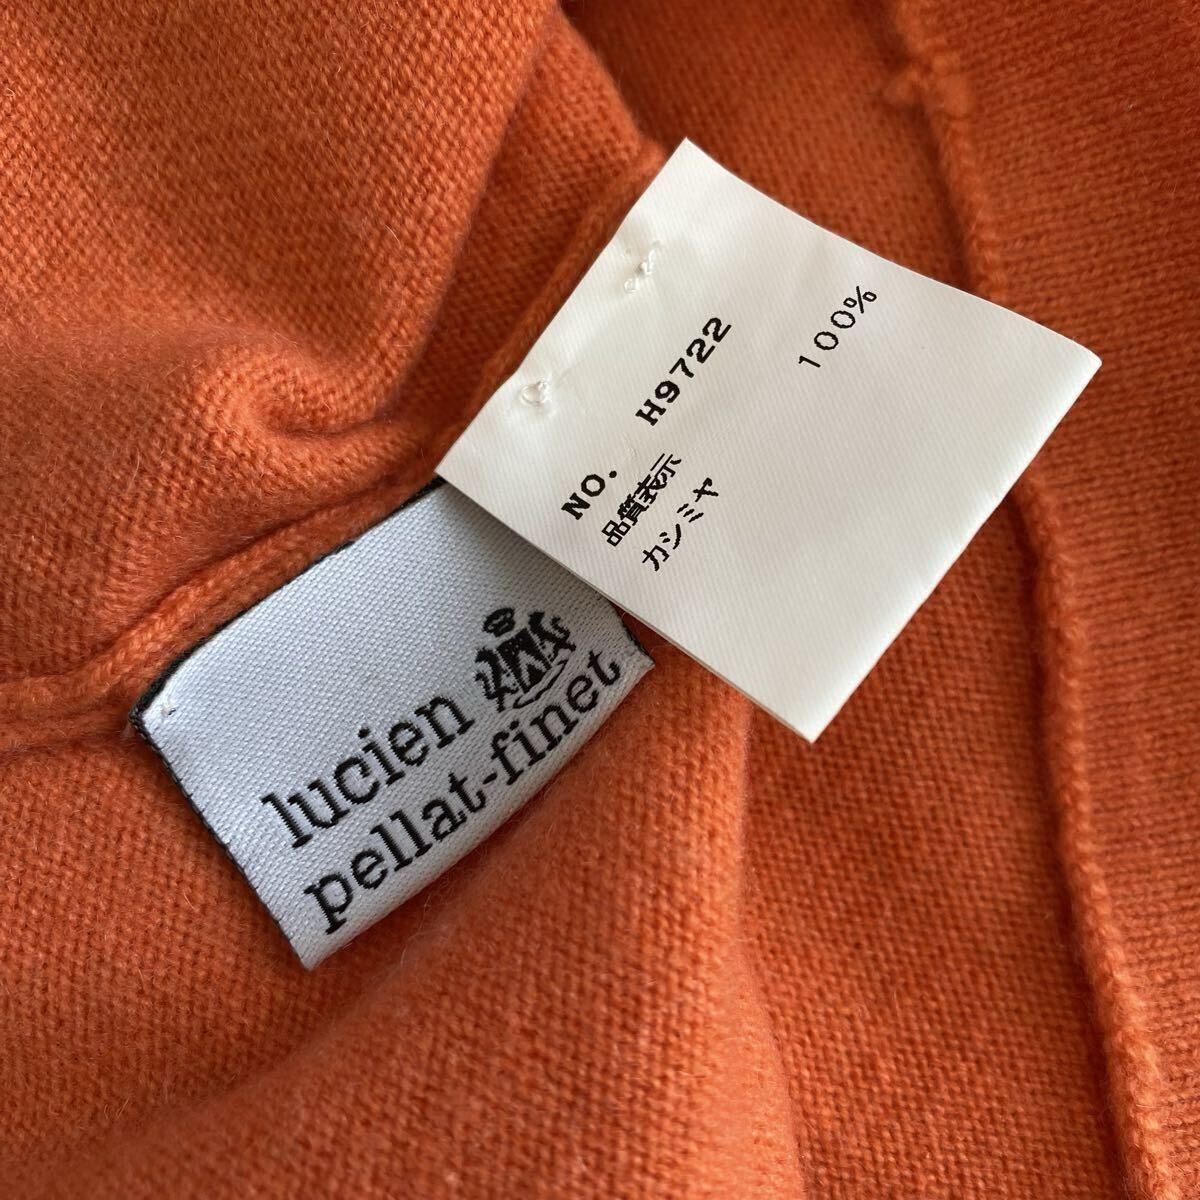 NO. H9722
品質表示
カシミヤ 100%
lucien
pellat-finet